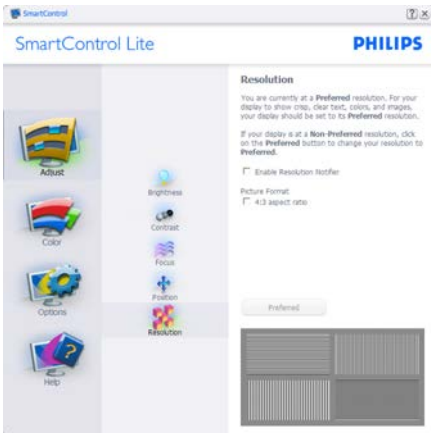 SmartControl
SmartControl Lite
PHILIPS
Adjust
Color
Options
Help
Brightness
Contrast
Focus
Position
Resolution
Resolution
You are currently at a Preferred resolution. For your
display to show crisp, clear text, colors, and images,
your display should be set to its Preferred resolution.
If your display is at a Non-Preferred resolution, click
on the Preferred button to change your resolution to
Preferred.
Enable Resolution Notifier
Picture Format
4:3 aspect ratio
Preferred